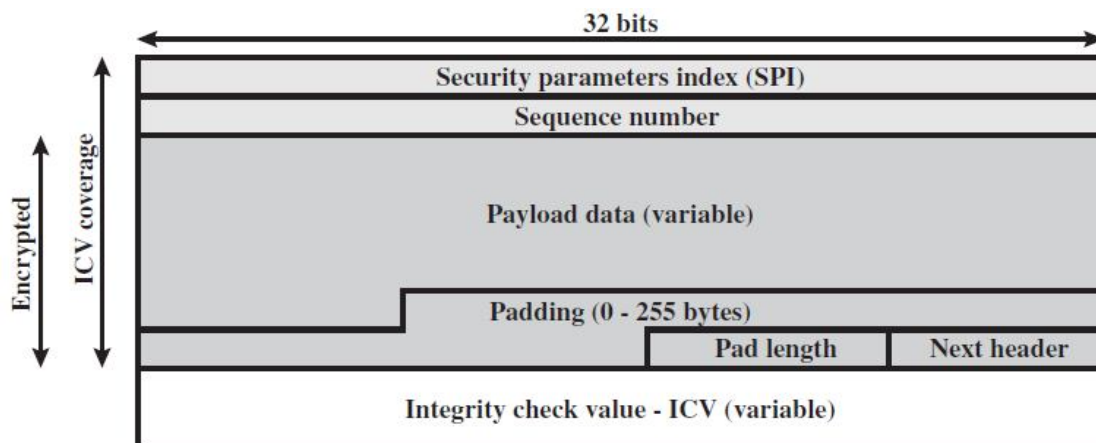 32 bits
Security parameters index (SPI)
Sequence number
Encrypted
ICV coverage
Payload data (variable)
Padding (0 - 255 bytes)
Pad length
Next header
Integrity check value - ICV (variable)